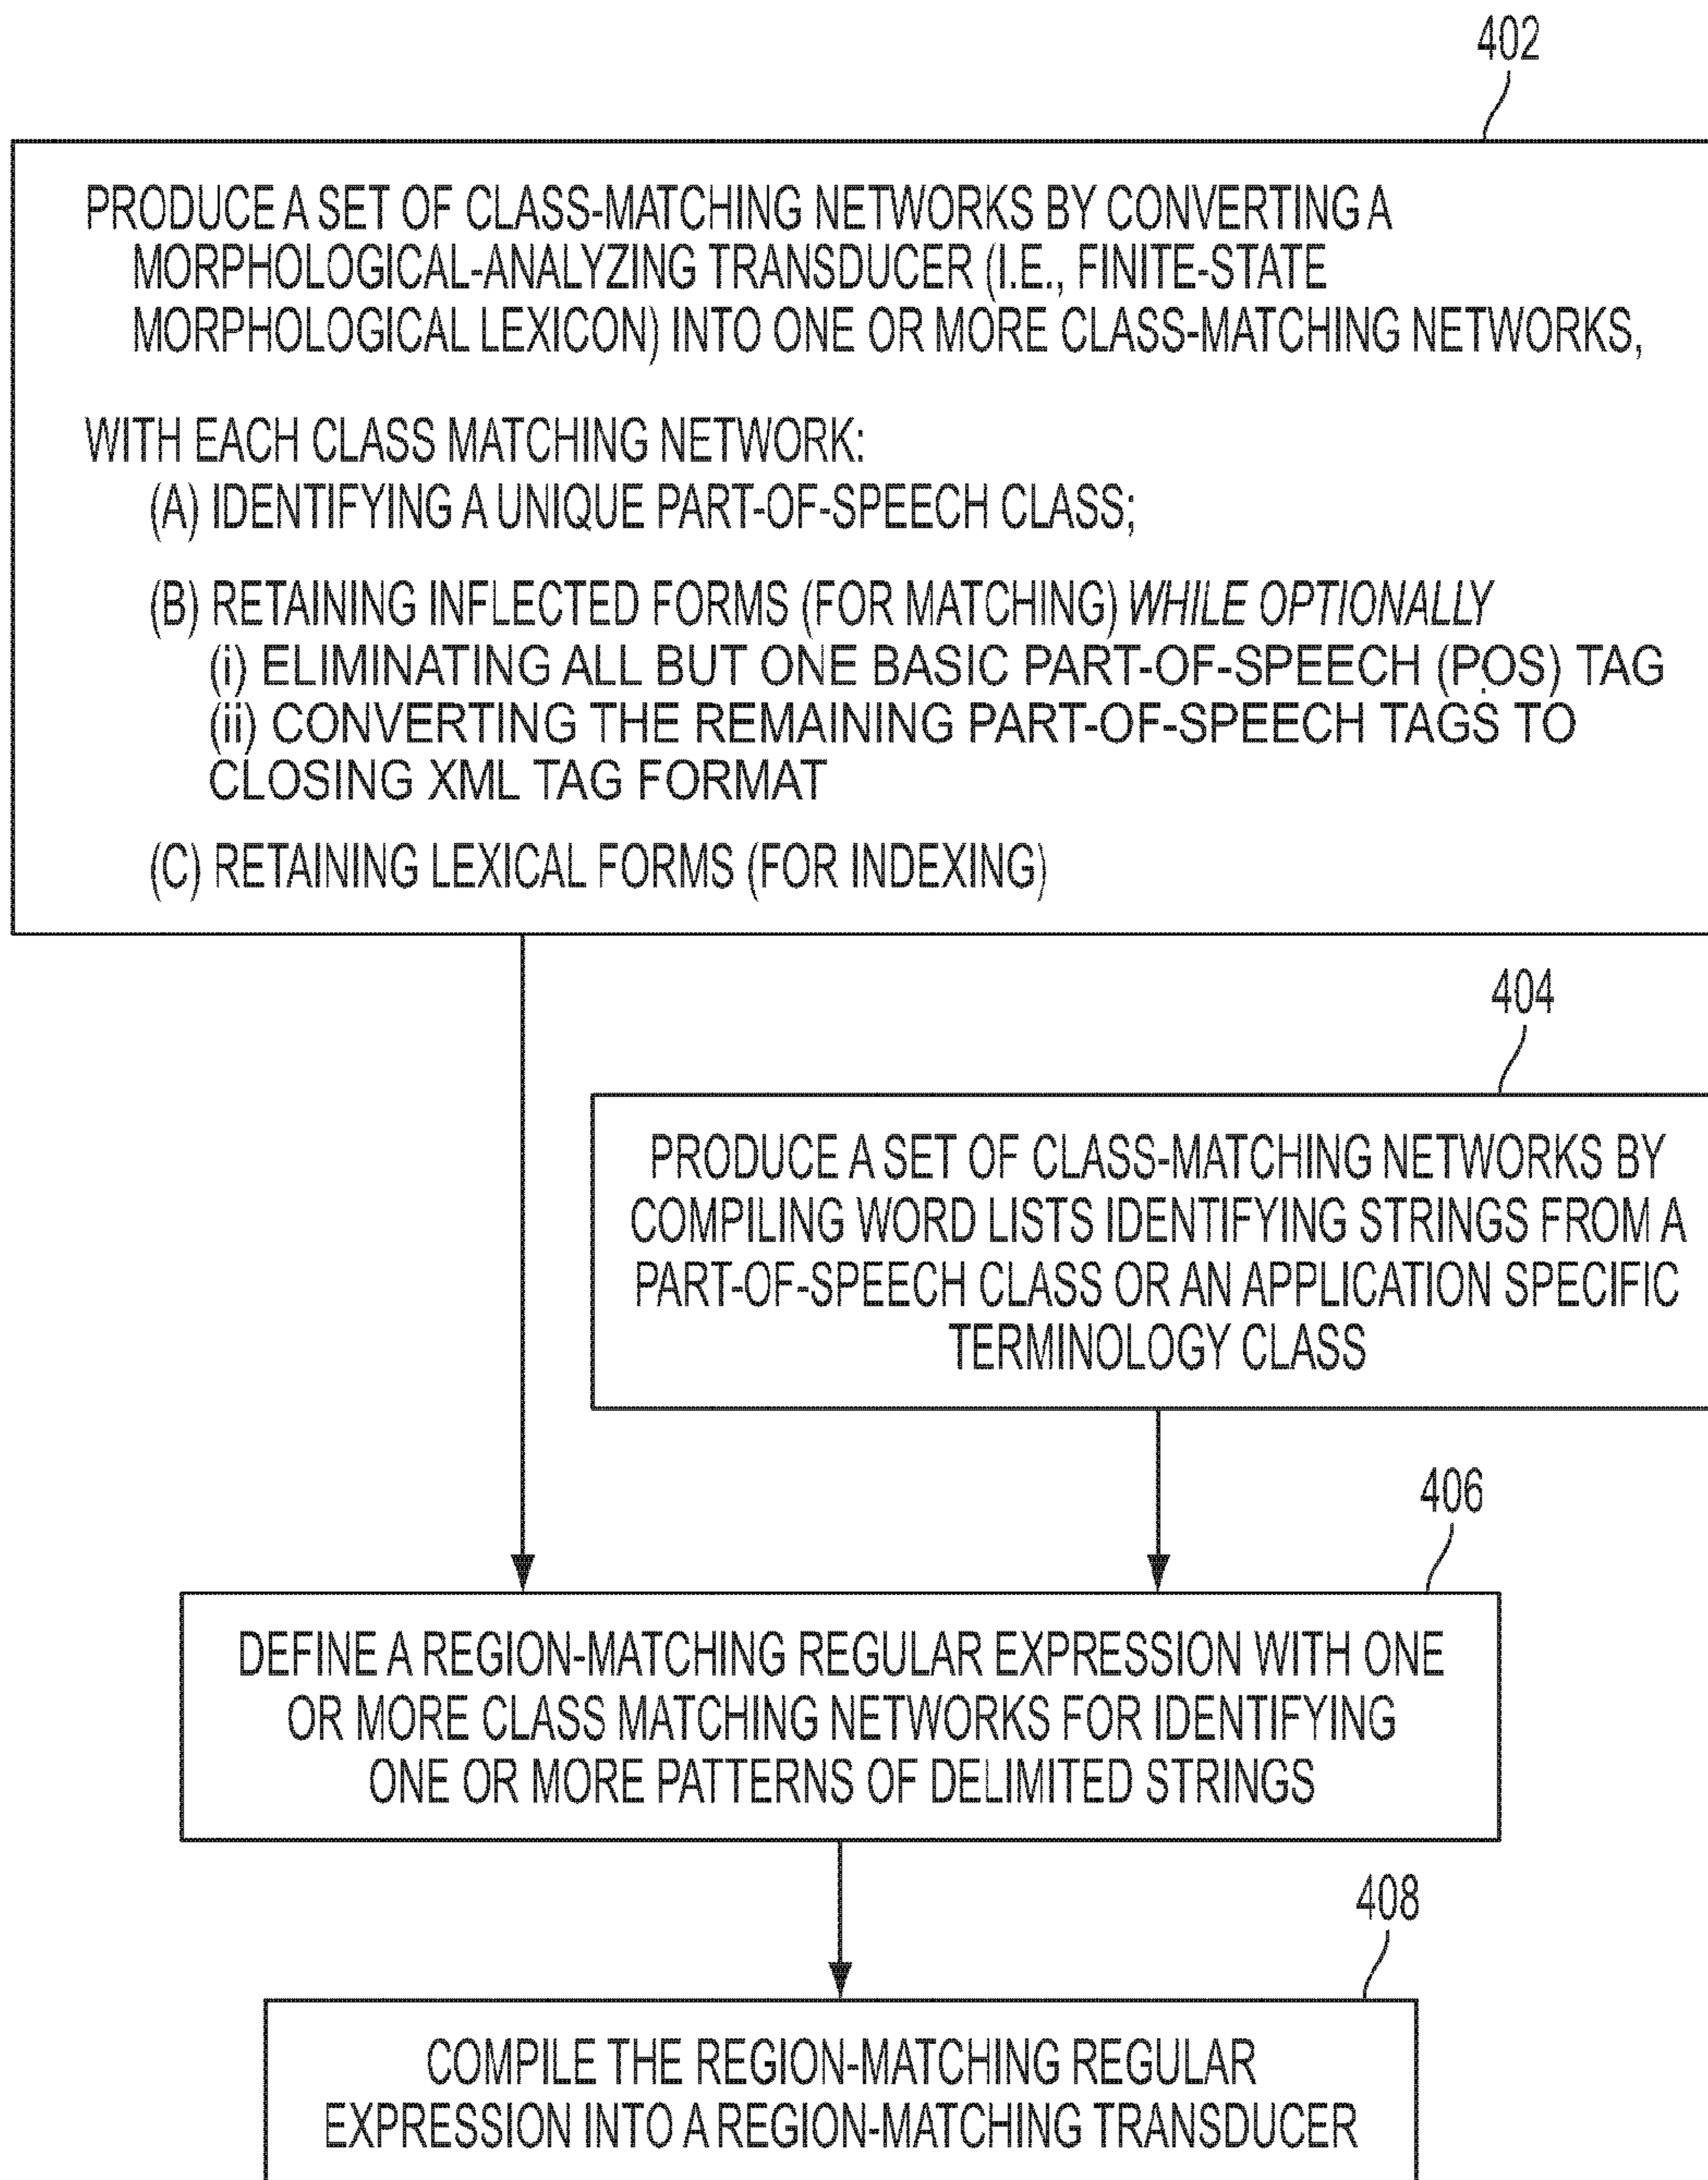 402
PRODUCE A SET OF CLASS-MATCHING NETWORKS BY CONVERTING A
MORPHOLOGICAL-ANALYZING TRANSDUCER (I.E., FINITE-STATE
MORPHOLOGICAL LEXICON) INTO ONE OR MORE CLASS-MATCHING NETWORKS,
WITH EACH CLASS MATCHING NETWORK:
(A) IDENTIFYING A UNIQUE PART-OF-SPEECH CLASS;
(B) RETAINING INFLECTED FORMS (FOR MATCHING) WHILE OPTIONALLY
(i) ELIMINATING ALL BUT ONE BASIC PART-OF-SPEECH (POS) TAG
(ii) CONVERTING THE REMAINING PART-OF-SPEECH TAGS TO
CLOSING XML TAG FORMAT
(C) RETAINING LEXICAL FORMS (FOR INDEXING)
404
PRODUCE A SET OF CLASS-MATCHING NETWORKS BY
COMPILING WORD LISTS IDENTIFYING STRINGS FROM A
PART-OF-SPEECH CLASS OR AN APPLICATION SPECIFIC
TERMINOLOGY CLASS
406
DEFINE A REGION-MATCHING REGULAR EXPRESSION WITH ONE
OR MORE CLASS MATCHING NETWORKS FOR IDENTIFYING
ONE OR MORE PATTERNS OF DELIMITED STRINGS
408
COMPILE THE REGION-MATCHING REGULAR
EXPRESSION INTO A REGION-MATCHING TRANSDUCER